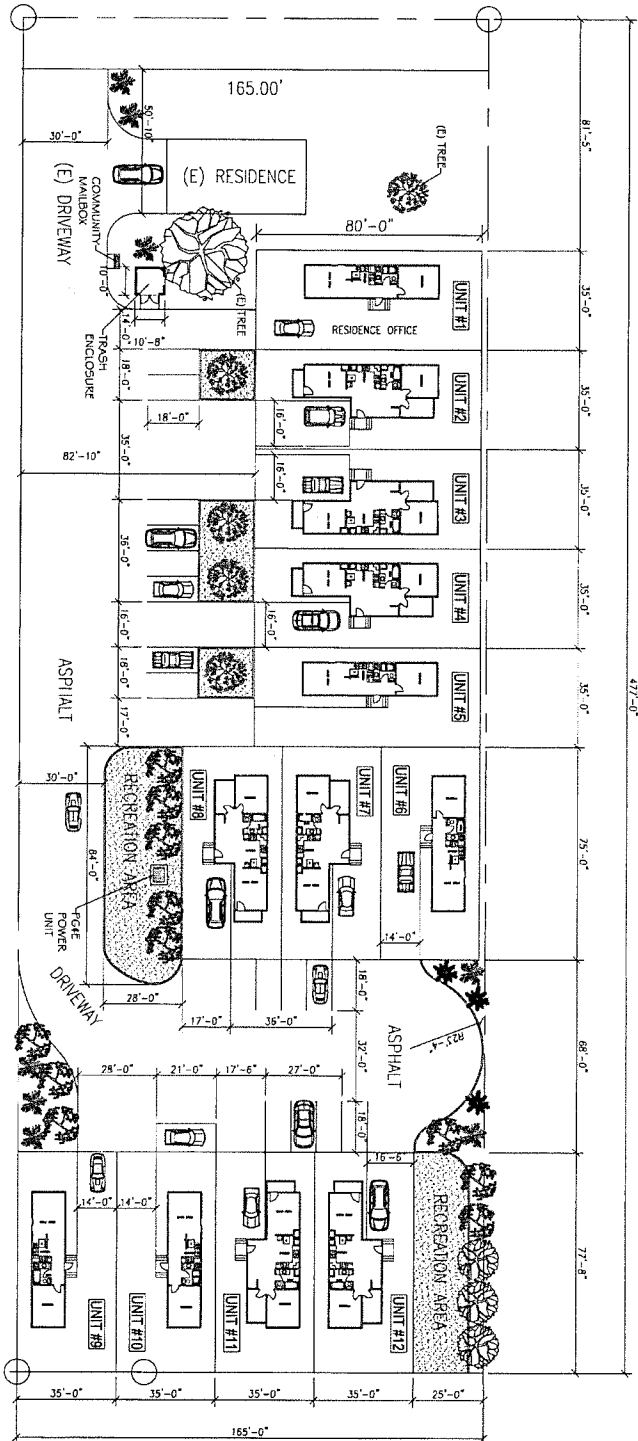 477'-0"
81'-5"
35'-0"
35'-0"
35'-0"
35'-0"
35'-0"
75'-0"
68'-0"
77'-8"
165.00'
(E) TREE
80'-0"
50'-10"
30'-0"
(E) RESIDENCE
(E) DRIVEWAY
COMMUNITY
MAILBOX
10'-0"
14'-0"
10'-8"
(E) TREE
TRASH
ENCLOSURE
UNIT #1
RESIDENCE OFFICE
UNIT #2
UNIT #3
UNIT #4
UNIT #5
18'-0"
18'-0"
16'-0"
16'-0"
16'-0"
35'-0"
82'-10"
36'-0"
16'-0"
18'-0"
17'-0"
ASPHALT
30'-0"
UNIT #6
UNIT #7
UNIT #8
RECREATION AREA
84'-0"
PG&E
POWER
UNIT
14'-0"
28'-0"
DRIVEWAY
17'-0"
36'-0"
18'-0"
32'-0"
18'-0"
ASPHALT
R25'-4"
28'-0"
21'-0"
17'-6"
27'-0"
16'-6"
RECREATION AREA
14'-0"
14'-0"
UNIT #9
UNIT #10
UNIT #11
UNIT #12
35'-0"
35'-0"
35'-0"
35'-0"
25'-0"
165'-0"